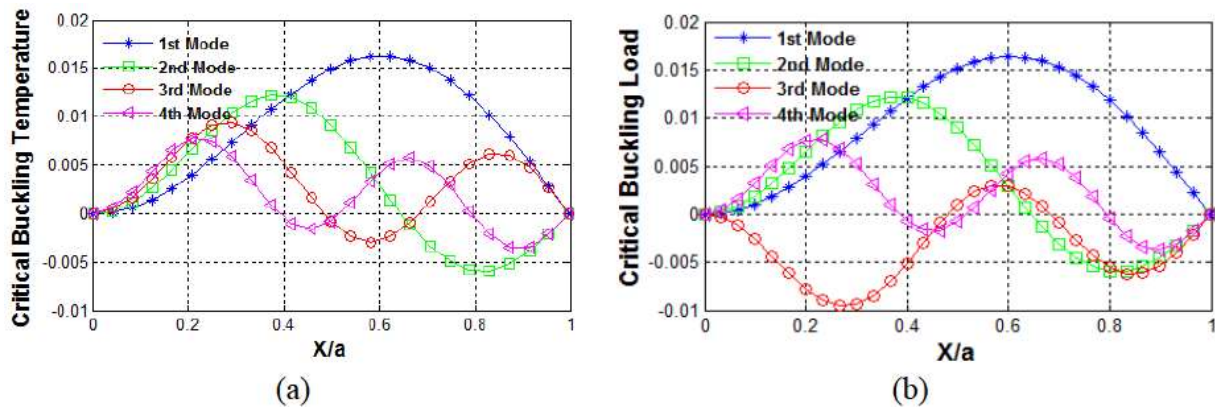 Critical Buckling Temperature
0.02
0.015
0.01
0.005
0
-0.005
-0.01
1st Mode
2nd Mode
3rd Mode
4th Mode
0 0.2 0.4 0.6 0.8 1
X/a
(a)
Critical Buckling Load
0.02
0.015
0.01
0.005
0
-0.005
-0.01
1st Mode
2nd Mode
3rd Mode
4th Mode
0 0.2 0.4 0.6 0.8 1
X/a
(b)